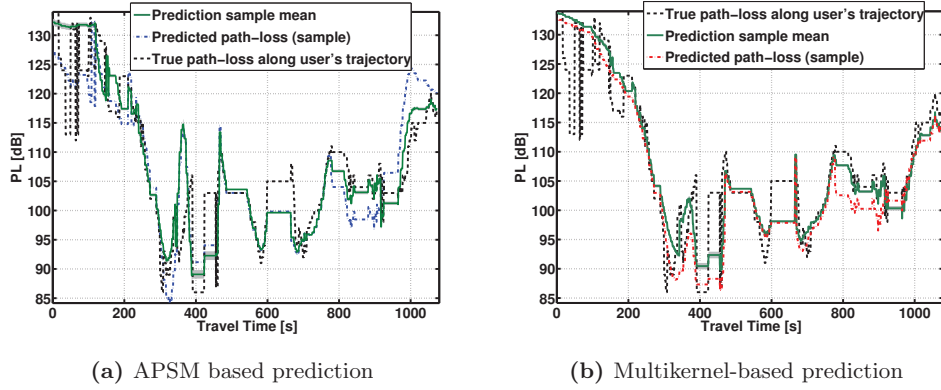 Prediction sample mean
Predicted path-loss (sample)
True path-loss along user's trajectory
PL [dB]
130
125
120
115
110
105
100
95
90
85
0
200
400
600
800
1000
Travel Time [s]
(a) APSM based prediction
True path-loss along user's trajectory
Prediction sample mean
Predicted path-loss (sample)
PL [dB]
130
125
120
115
110
105
100
95
90
85
0
200
400
600
800
1000
Travel Time [s]
(b) Multikernel-based prediction